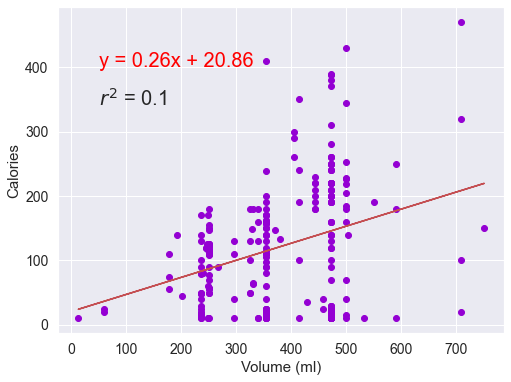 y = 0.26x + 20.86
r² = 0.1
Calories
400
300
200
100
0
0 100 200 300 400 500 600 700
Volume (ml)